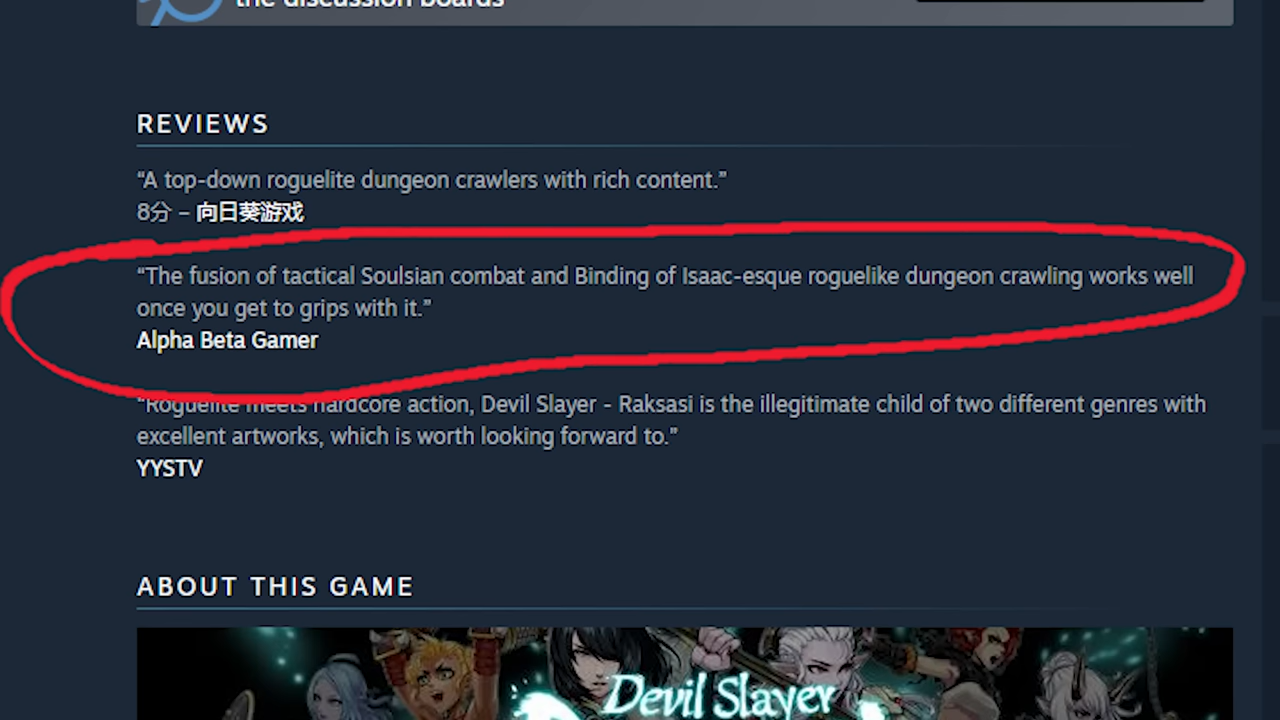 the discussion boards
REVIEWS
“A top-down roguelite dungeon crawlers with rich content.”
8分 – 向日葵游戏
“The fusion of tactical Soulsian combat and Binding of Isaac-esque roguelike dungeon crawling works well
once you get to grips with it.”
Alpha Beta Gamer
“Roguelite meets hardcore action, Devil Slayer - Raksasi is the illegitimate child of two different genres with
excellent artworks, which is worth looking forward to.”
YYSTV
ABOUT THIS GAME
Devil Slayer